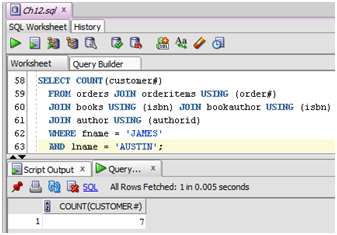 Ch12.sql x
SQL Worksheet History
Worksheet Query Builder
58 SELECT COUNT(customer#)
59 FROM orders JOIN orderitems USING (order#)
60 JOIN books USING (isbn) JOIN bookauthor USING (isbn)
61 JOIN author USING (authorid)
62 WHERE fname = 'JAMES'
63 AND lname = 'AUSTIN';
Script Output x Query... x
SQL All Rows Fetched: 1 in 0.005 seconds
COUNT(CUSTOMER#)
1 7